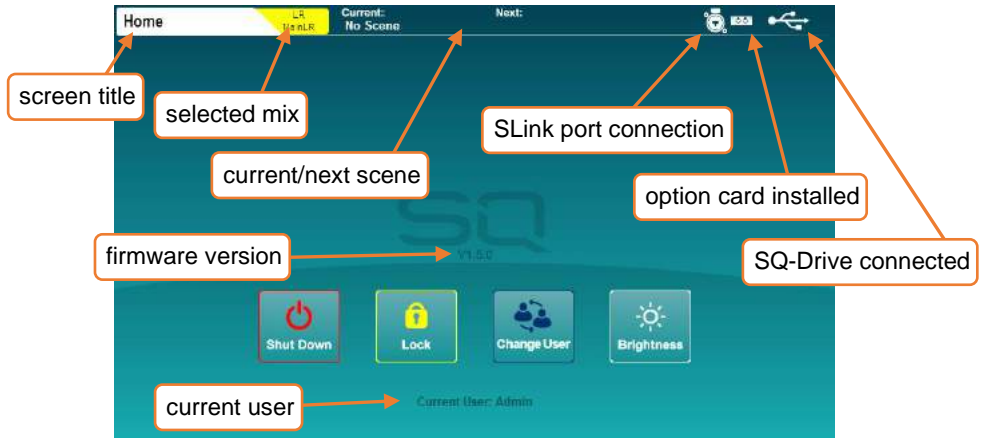 Home
LR
MainLR
Current:
No Scene
Next:
screen title
selected mix
SLink port connection
current/next scene
option card installed
SQ
firmware version
V1.5.0
SQ-Drive connected
Shut Down
Lock
Change User
Brightness
current user
Current User: Admin